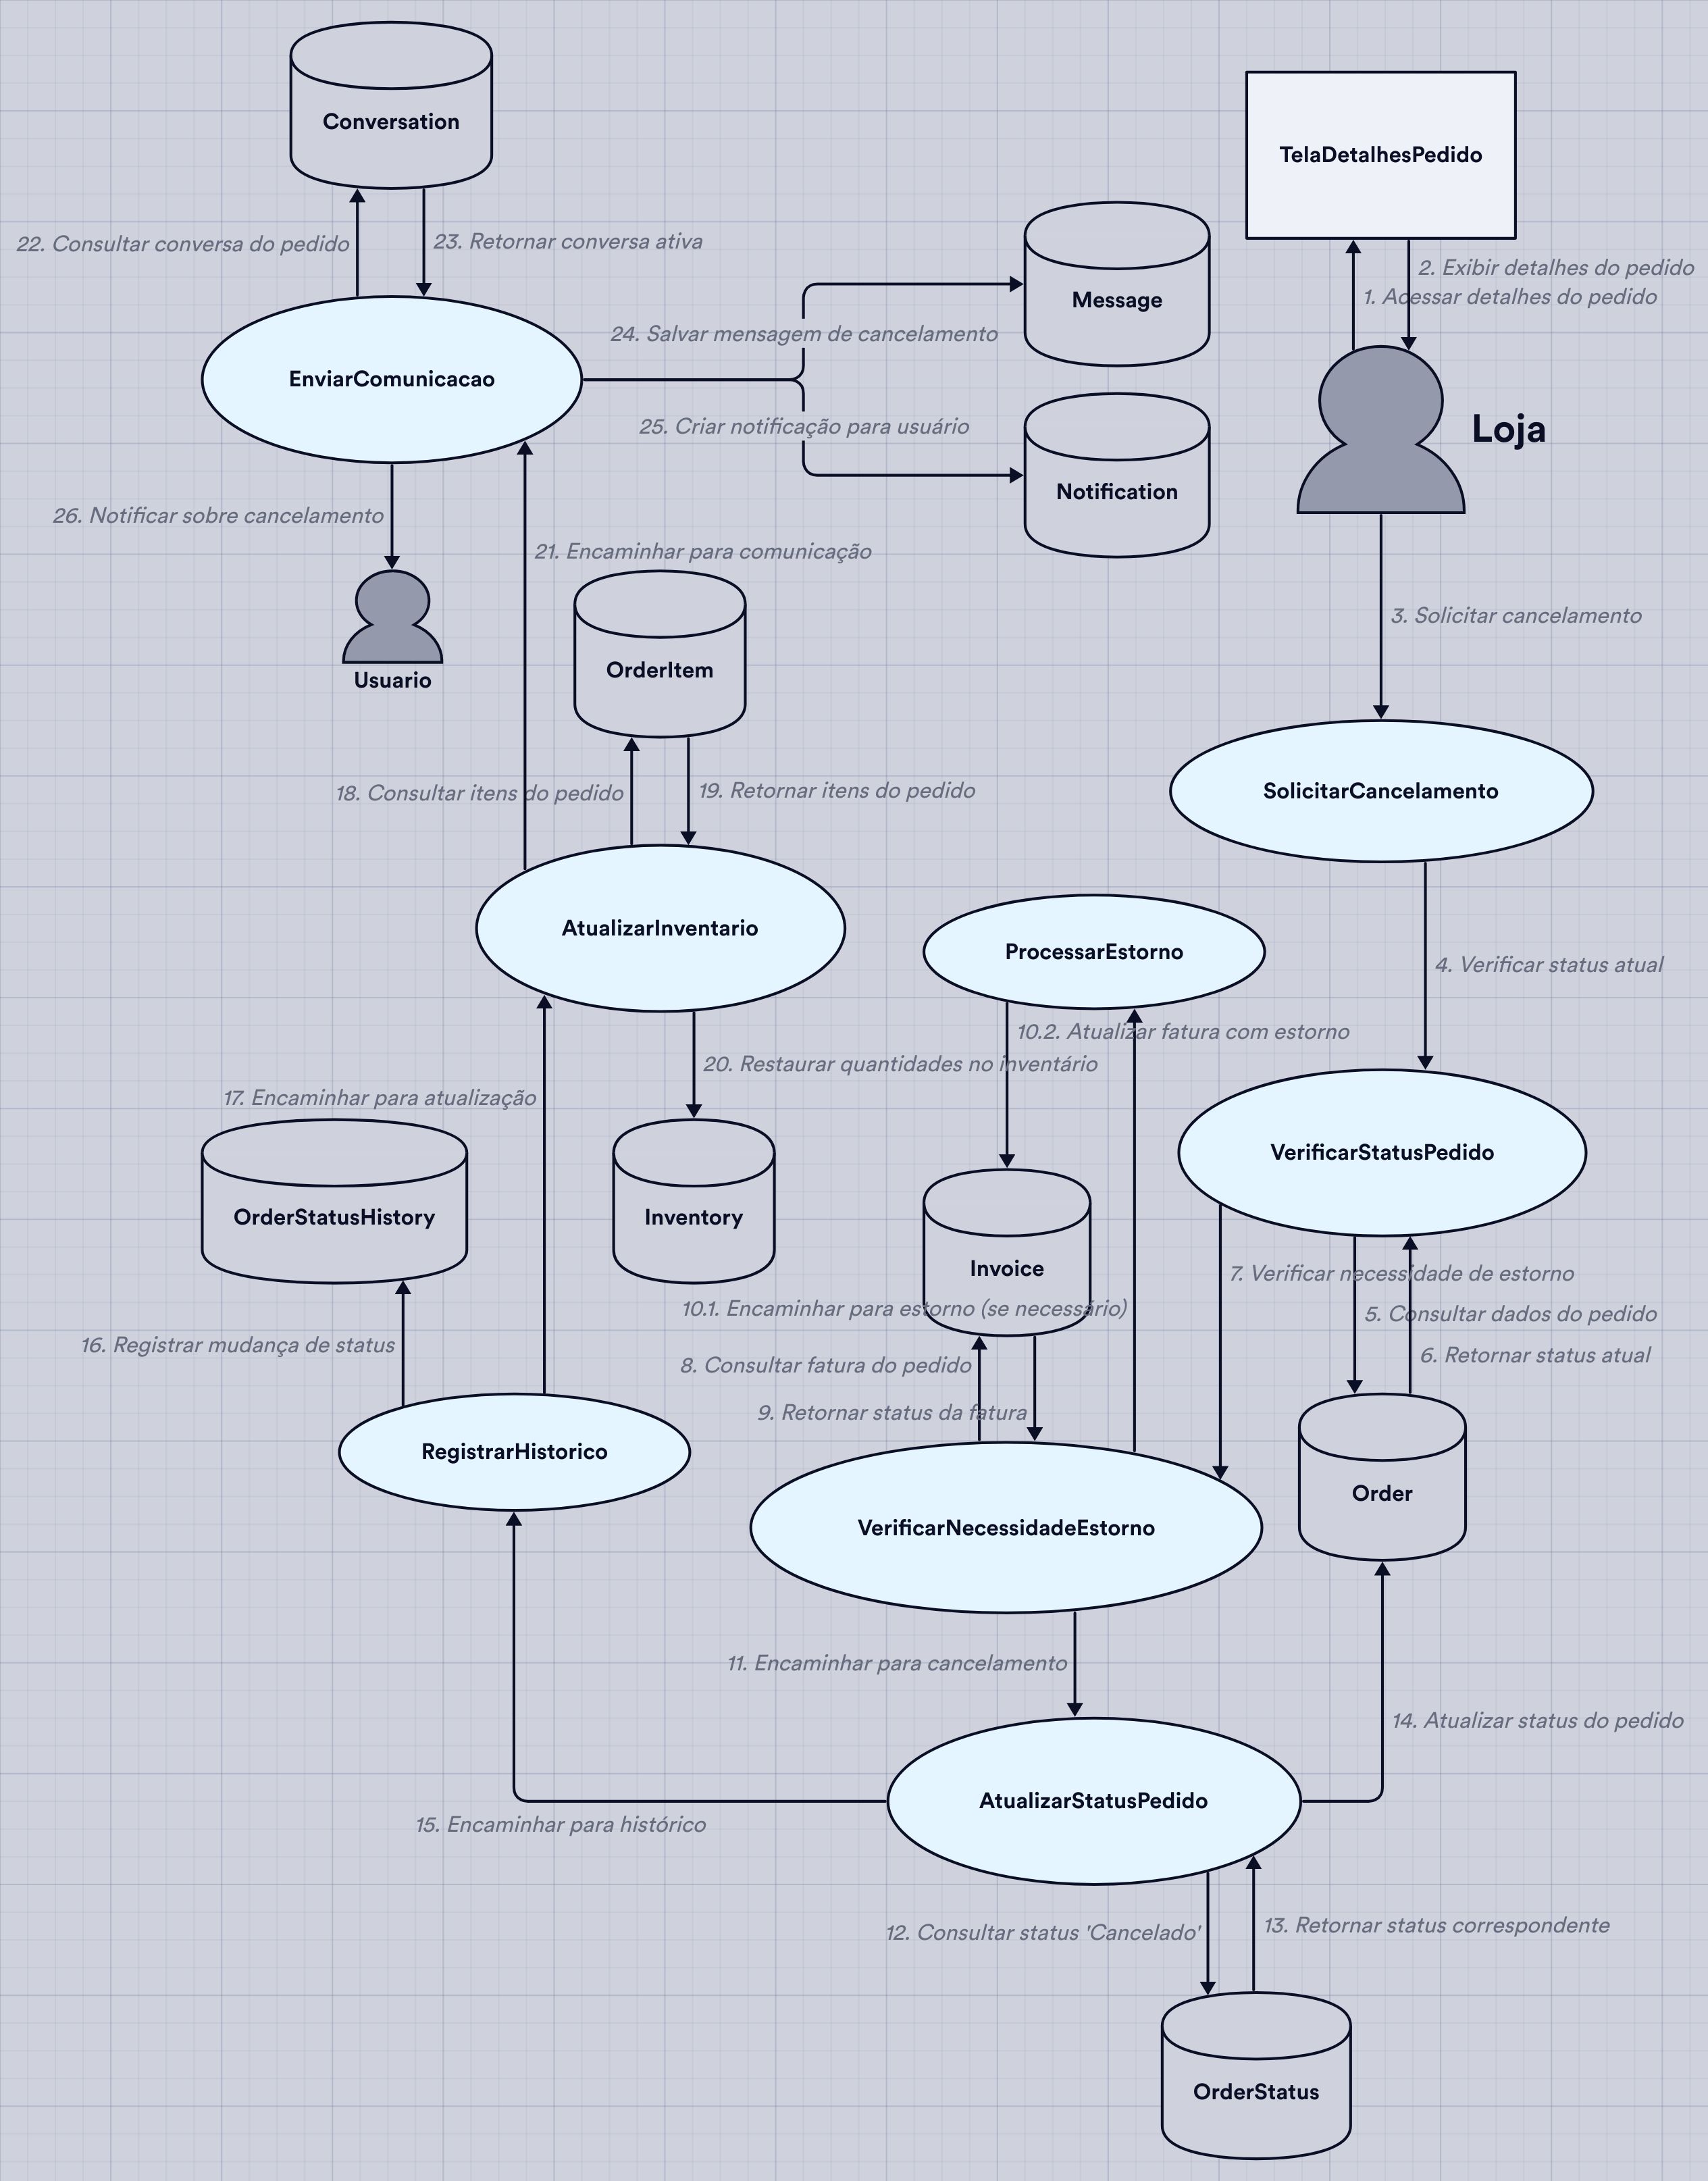 Conversation
TelaDetalhesPedido
22. Consultar conversa do pedido
23. Retornar conversa ativa
2. Exibir detalhes do pedido
1. Acessar detalhes do pedido
Message
24. Salvar mensagem de cancelamento
EnviarComunicacao
25. Criar notificação para usuário
Loja
Notification
26. Notificar sobre cancelamento
21. Encaminhar para comunicação
3. Solicitar cancelamento
OrderItem
Usuario
18. Consultar itens do pedido
19. Retornar itens do pedido
SolicitarCancelamento
AtualizarInventario
ProcessarEstorno
4. Verificar status atual
10.2. Atualizar fatura com estorno
20. Restaurar quantidades no inventário
17. Encaminhar para atualização
VerificarStatusPedido
OrderStatusHistory
Inventory
Invoice
7. Verificar necessidade de estorno
10.1. Encaminhar para estorno (se necessário)
5. Consultar dados do pedido
16. Registrar mudança de status
8. Consultar fatura do pedido
6. Retornar status atual
9. Retornar status da fatura
RegistrarHistorico
Order
VerificarNecessidadeEstorno
11. Encaminhar para cancelamento
14. Atualizar status do pedido
AtualizarStatusPedido
15. Encaminhar para histórico
12. Consultar status 'Cancelado'
13. Retornar status correspondente
OrderStatus